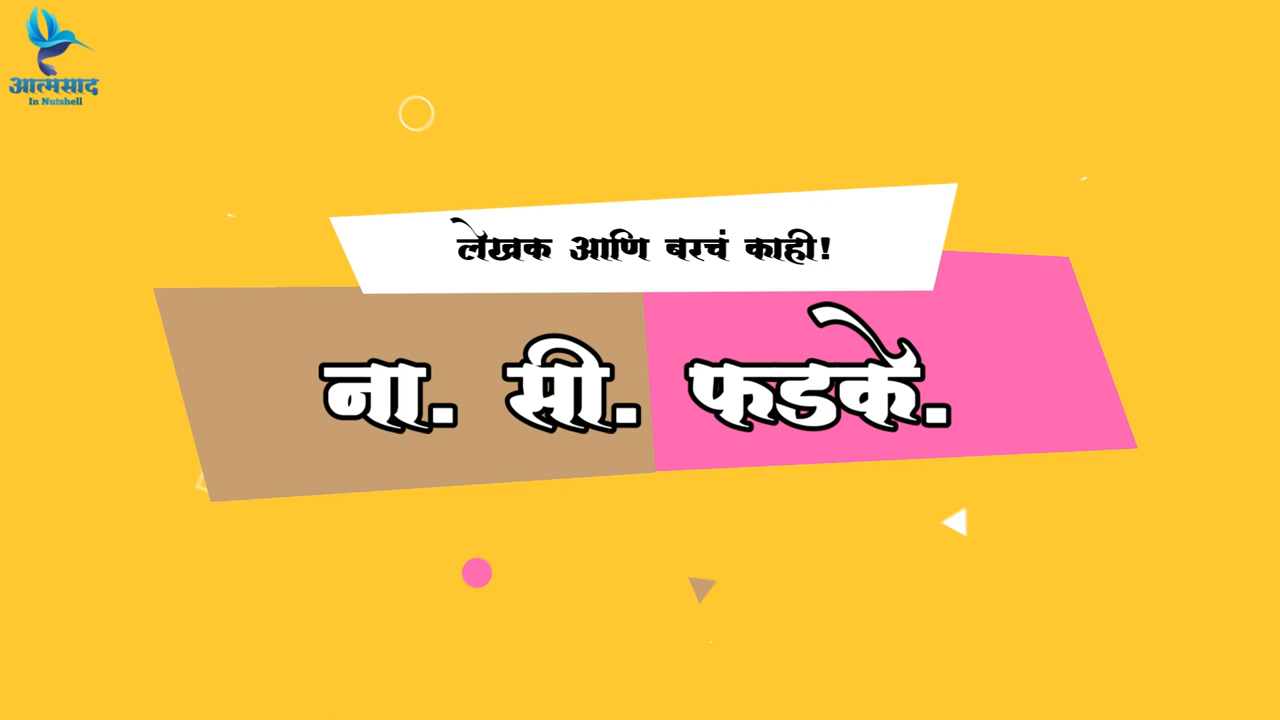 आत्मसाद
In Nutshell
लेखक आणि बरचं काही!
ना. सी. फडके.